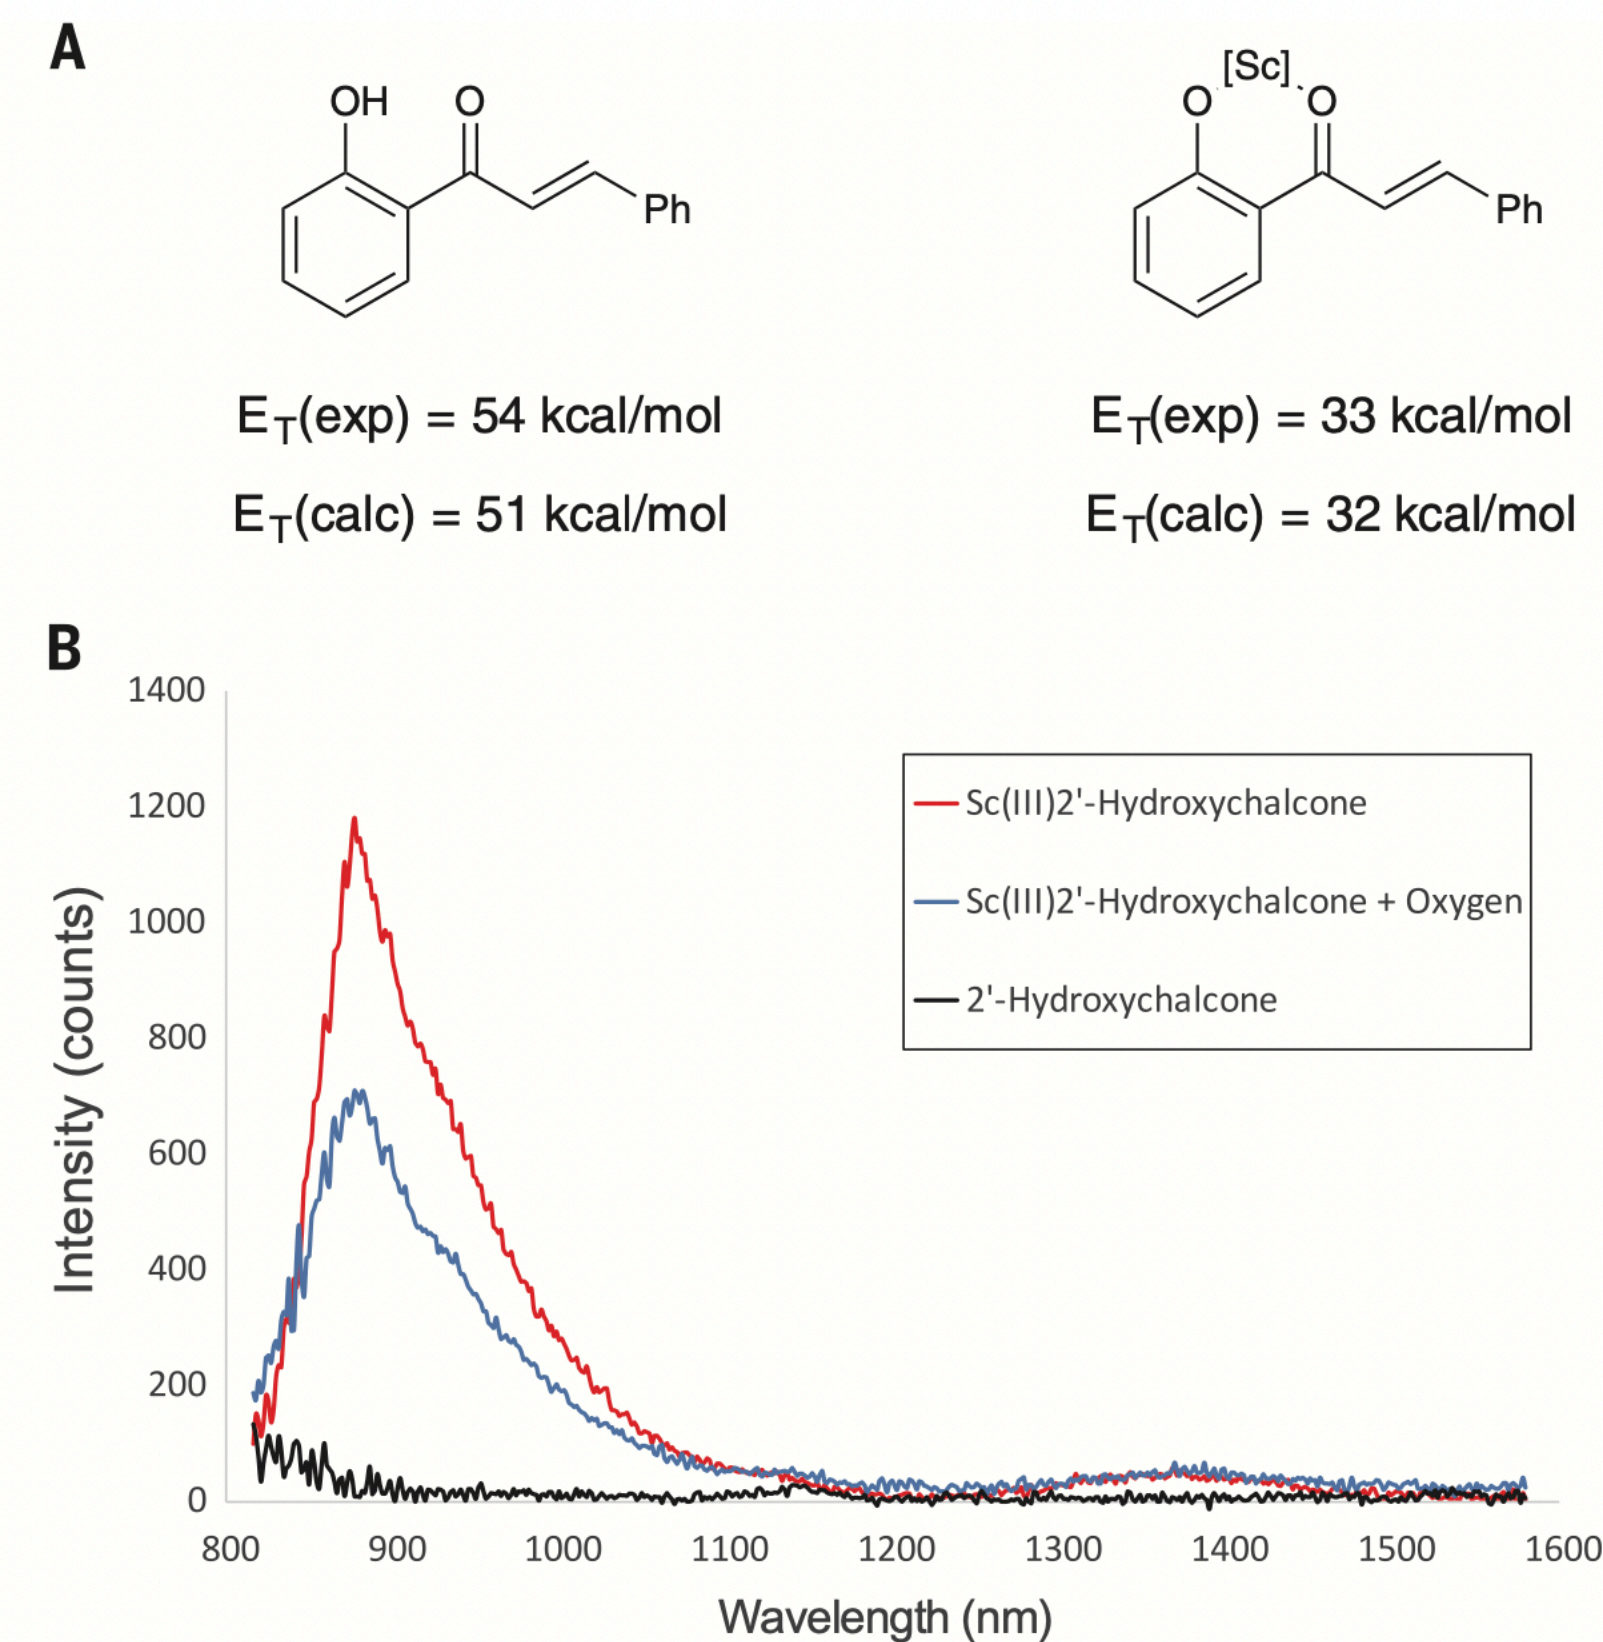 A
OH O
Ph
[Sc]
O O
Ph
E_T(exp) = 54 kcal/mol
E_T(calc) = 51 kcal/mol
E_T(exp) = 33 kcal/mol
E_T(calc) = 32 kcal/mol
B
1400
1200
1000
800
600
400
200
0
Intensity (counts)
Sc(III)2'-Hydroxychalcone
Sc(III)2'-Hydroxychalcone + Oxygen
2'-Hydroxychalcone
800 900 1000 1100 1200 1300 1400 1500 1600
Wavelength (nm)